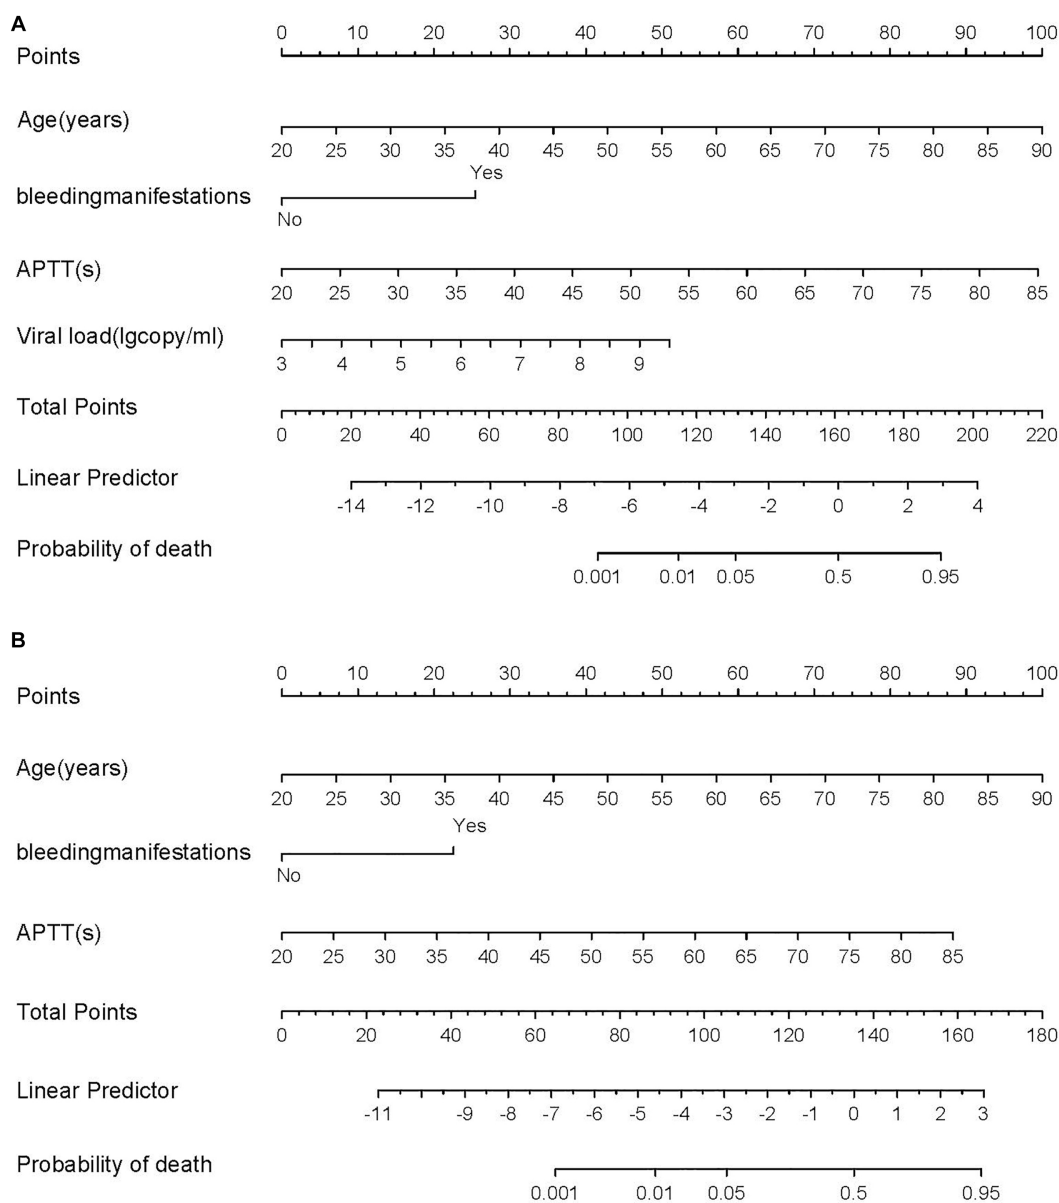 A
0 10 20 30 40 50 60 70 80 90 100
Points
Age(years)
20 25 30 35 40 45 50 55 60 65 70 75 80 85 90
Yes
bleedingmanifestations
No
APTT(s)
20 25 30 35 40 45 50 55 60 65 70 75 80 85
Viral load(lgcopy/ml)
3 4 5 6 7 8 9
Total Points
0 20 40 60 80 100 120 140 160 180 200 220
Linear Predictor
-14 -12 -10 -8 -6 -4 -2 0 2 4
Probability of death
0.001 0.01 0.05 0.5 0.95
B
0 10 20 30 40 50 60 70 80 90 100
Points
Age(years)
20 25 30 35 40 45 50 55 60 65 70 75 80 85 90
Yes
bleedingmanifestations
No
APTT(s)
20 25 30 35 40 45 50 55 60 65 70 75 80 85
Total Points
0 20 40 60 80 100 120 140 160 180
Linear Predictor
-11 -9 -8 -7 -6 -5 -4 -3 -2 -1 0 1 2 3
Probability of death
0.001 0.01 0.05 0.5 0.95